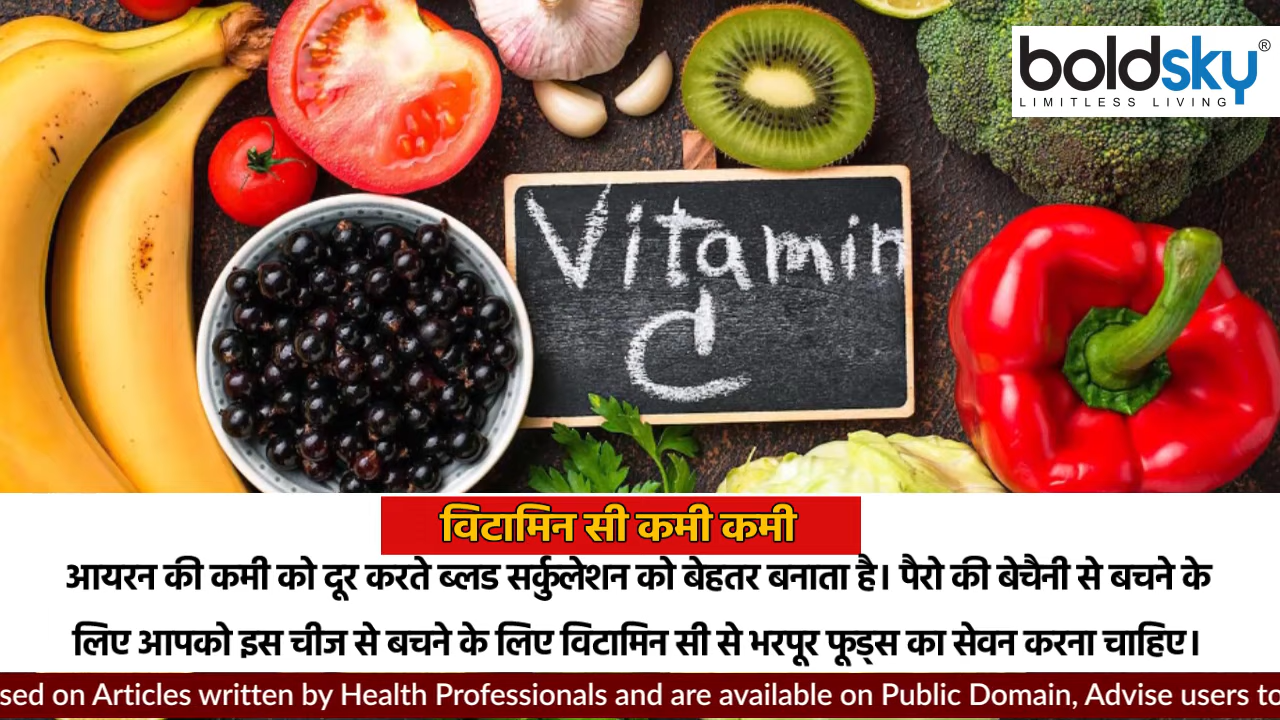 boldsky®
LIMITLESS LIVING
Vitamin
C
विटामिन सी कमी कमी
आयरन की कमी को दूर करते ब्लड सर्कुलेशन को बेहतर बनाता है। पैरो की बेचैनी से बचने के
लिए आपको इस चीज से बचने के लिए विटामिन सी से भरपूर फूड्स का सेवन करना चाहिए।
sed on Articles written by Health Professionals and are available on Public Domain, Advise users to